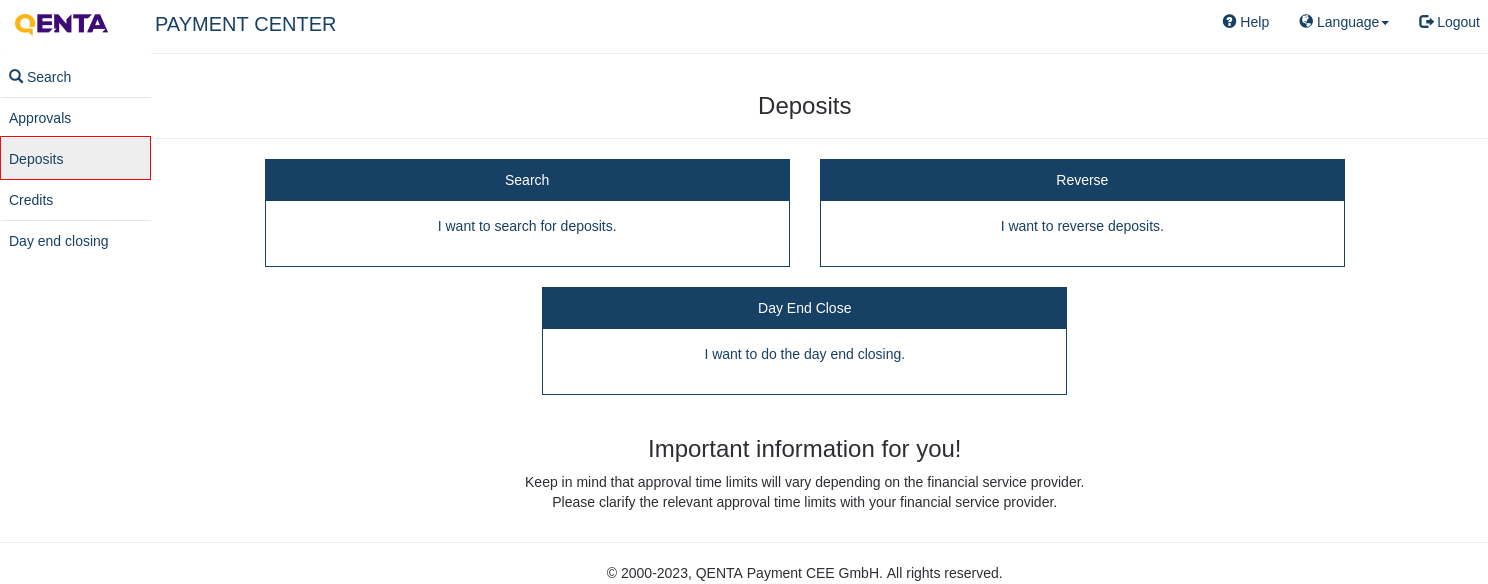 QENTA PAYMENT CENTER
Help Language Logout
Search
Approvals
Deposits
Credits
Day end closing
Deposits
Search
I want to search for deposits.
Reverse
I want to reverse deposits.
Day End Close
I want to do the day end closing.
Important information for you!
Keep in mind that approval time limits will vary depending on the financial service provider.
Please clarify the relevant approval time limits with your financial service provider.
© 2000-2023, QENTA Payment CEE GmbH. All rights reserved.